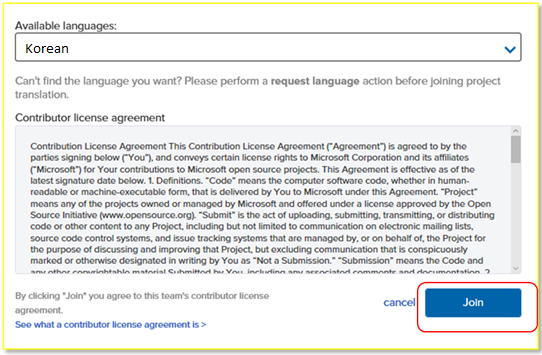 Available languages:
Korean
Can't find the language you want? Please perform a request language action before joining project
translation.
Contributor license agreement
Contribution License Agreement This Contribution License Agreement ("Agreement") is agreed to by the
parties signing below ("You"), and conveys certain license rights to Microsoft Corporation and its affiliates
("Microsoft") for Your contributions to Microsoft open source projects. This Agreement is effective as of the
latest signature date below. 1. Definitions. "Code" means the computer software code, whether in human-
readable or machine-executable form, that is delivered by You to Microsoft under this Agreement. "Project"
means any of the projects owned or managed by Microsoft and offered under a license approved by the Open
Source Initiative (www.opensource.org). "Submit" is the act of uploading, submitting, transmitting, or distributing
code or other content to any Project, including but not limited to communication on electronic mailing lists,
source code control systems, and issue tracking systems that are managed by, or on behalf of, the Project for
the purpose of discussing and improving that Project, but excluding communication that is conspicuously
marked or otherwise designated in writing by You as "Not a Submission." "Submission" means the Code and
any other copyrightable material Submitted by You, including any associated comments and documentation. 2.
By clicking "Join" you agree to this team's contributor license
agreement.
See what a contributor license agreement is >
cancel
Join